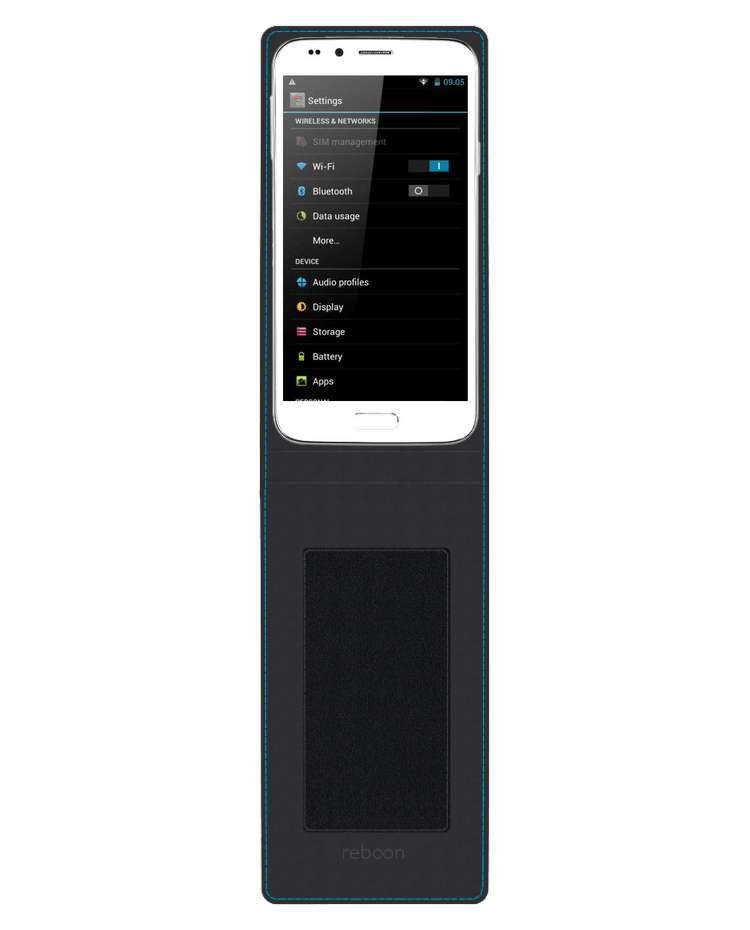 09:05
Settings
WIRELESS & NETWORKS
SIM management
Wi-Fi
Bluetooth
Data usage
More...
DEVICE
Audio profiles
Display
Storage
Battery
Apps
PERSONAL
reboon